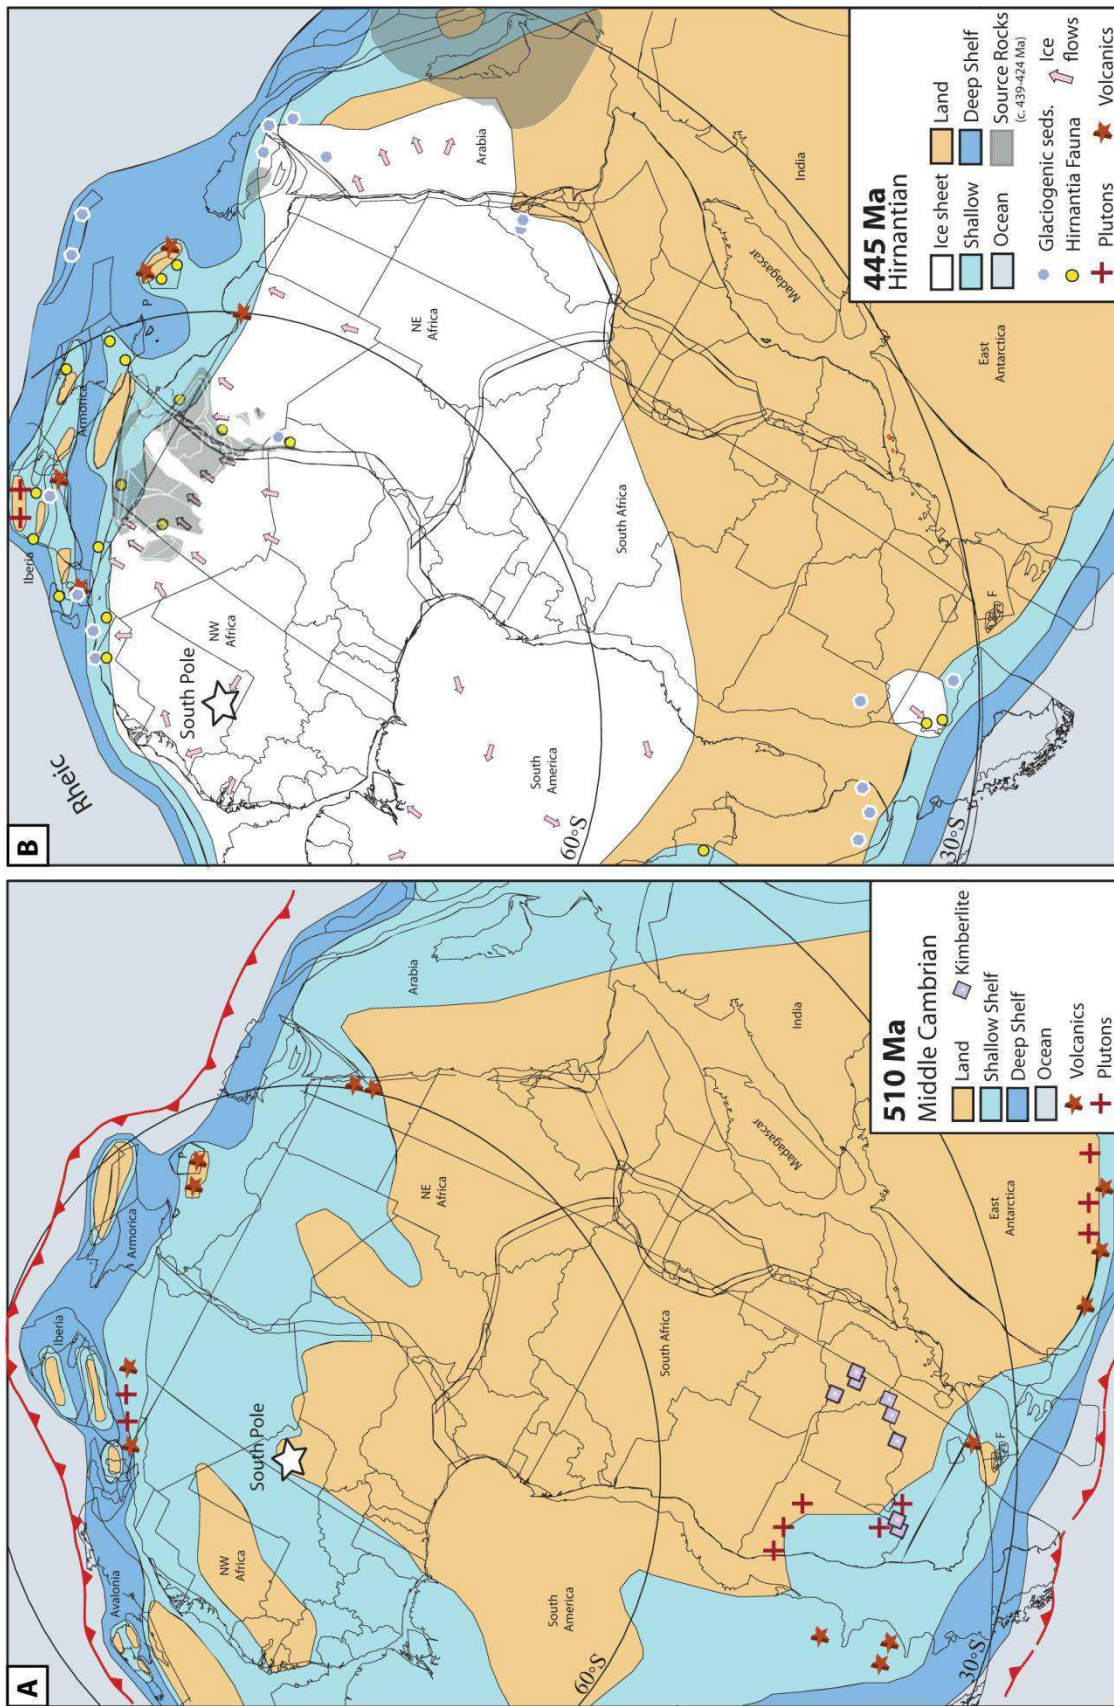 A
Avalonia
Iberia
Armorica
P
NW
Africa
South Pole
NE
Africa
Arabia
South
America
South Africa
Madagascar
India
East
Antarctica
F
60°S
30°S
510 Ma
Middle Cambrian
Land
Shallow Shelf
Deep Shelf
Ocean
Volcanics
Plutons
Kimberlite
B
Rheic
Iberia
Armorica
P
South Pole
NW
Africa
NE
Africa
Arabia
South
America
South Africa
Madagascar
India
East
Antarctica
F
60°S
30°S
445 Ma
Hirnantian
Ice sheet
Land
Shallow
Deep Shelf
Ocean
Source Rocks
(c. 439-424 Ma)
Glaciogenic seds.
Hirnantia Fauna
Ice
flows
Plutons
Volcanics